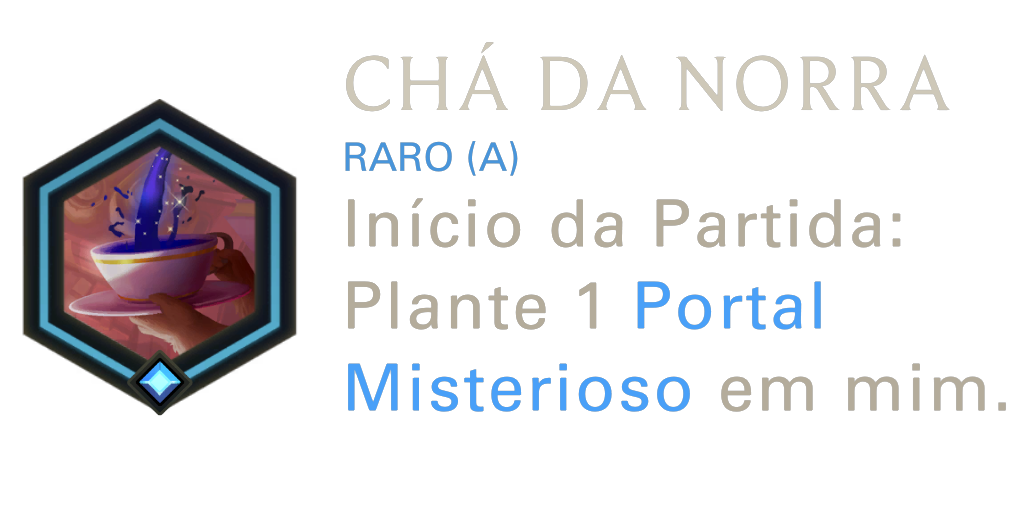 CHÁ DA NORRA
RARO (A)
Início da Partida:
Plante 1 Portal
Misterioso em mim.